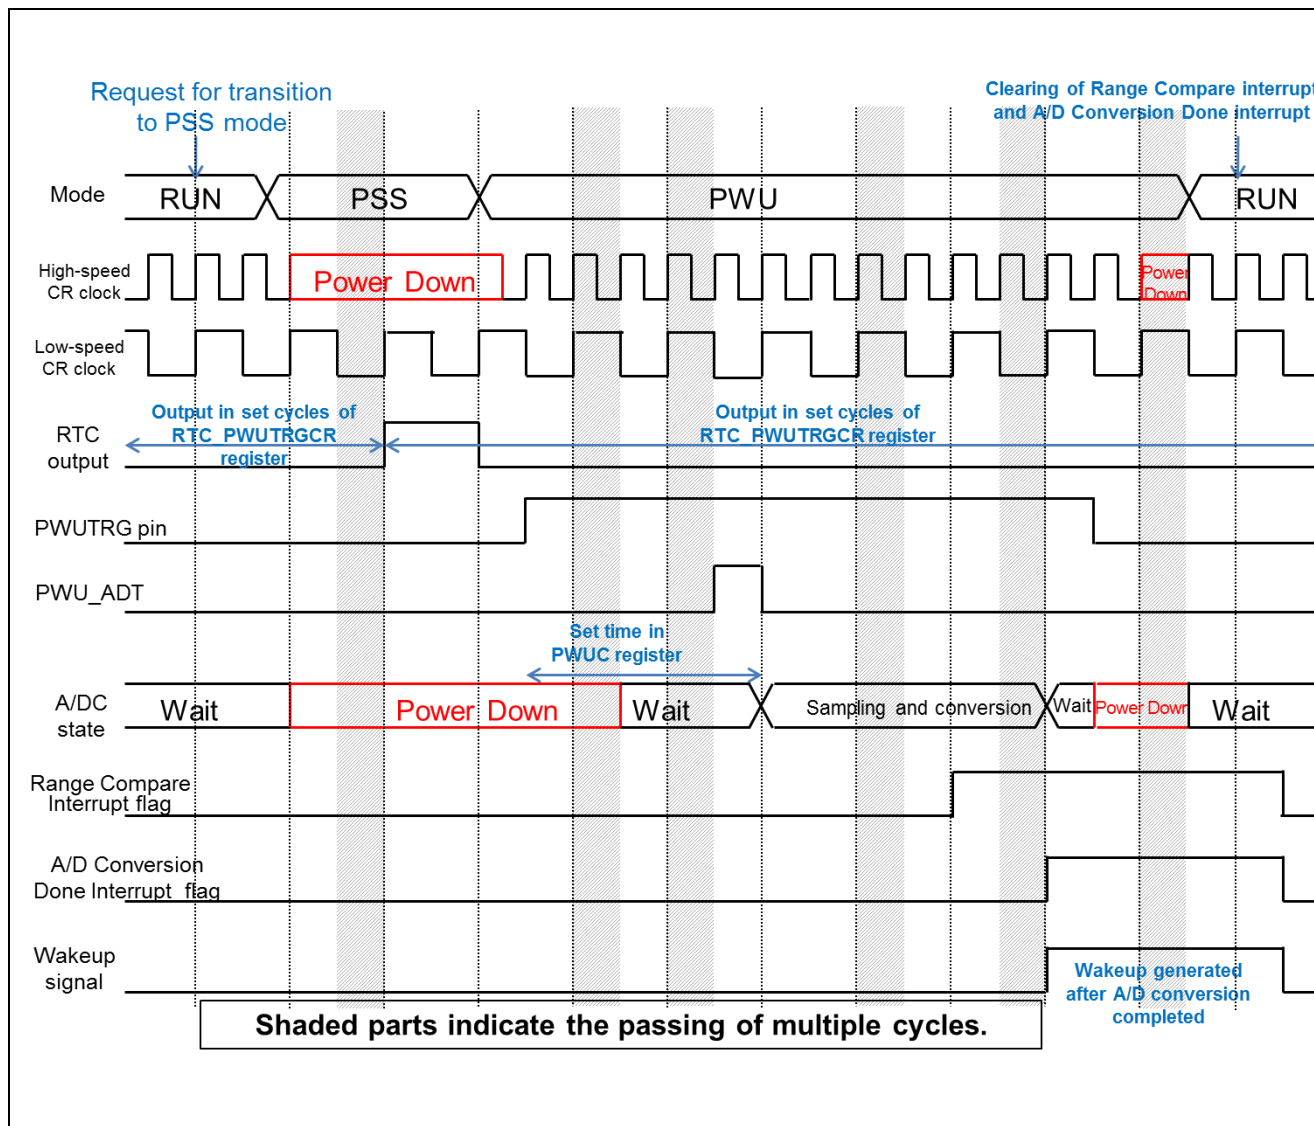 Request for transition
to PSS mode
Clearing of Range Compare interrupt
and A/D Conversion Done interrupt
Mode
RUN
PSS
PWU
RUN
High-speed
CR clock
Power Down
Power
Down
Low-speed
CR clock
Output in set cycles of
RTC_PWUTRGCR
register
Output in set cycles of
RTC_PWUTRGCR register
RTC
output
PWUTRG pin
PWU_ADT
Set time in
PWUC register
A/DC
state
Wait
Power Down
Wait
Sampling and conversion
Wait
Power Down
Wait
Range Compare
Interrupt flag
A/D Conversion
Done Interrupt flag
Wakeup
signal
Wakeup generated
after A/D conversion
completed
Shaded parts indicate the passing of multiple cycles.